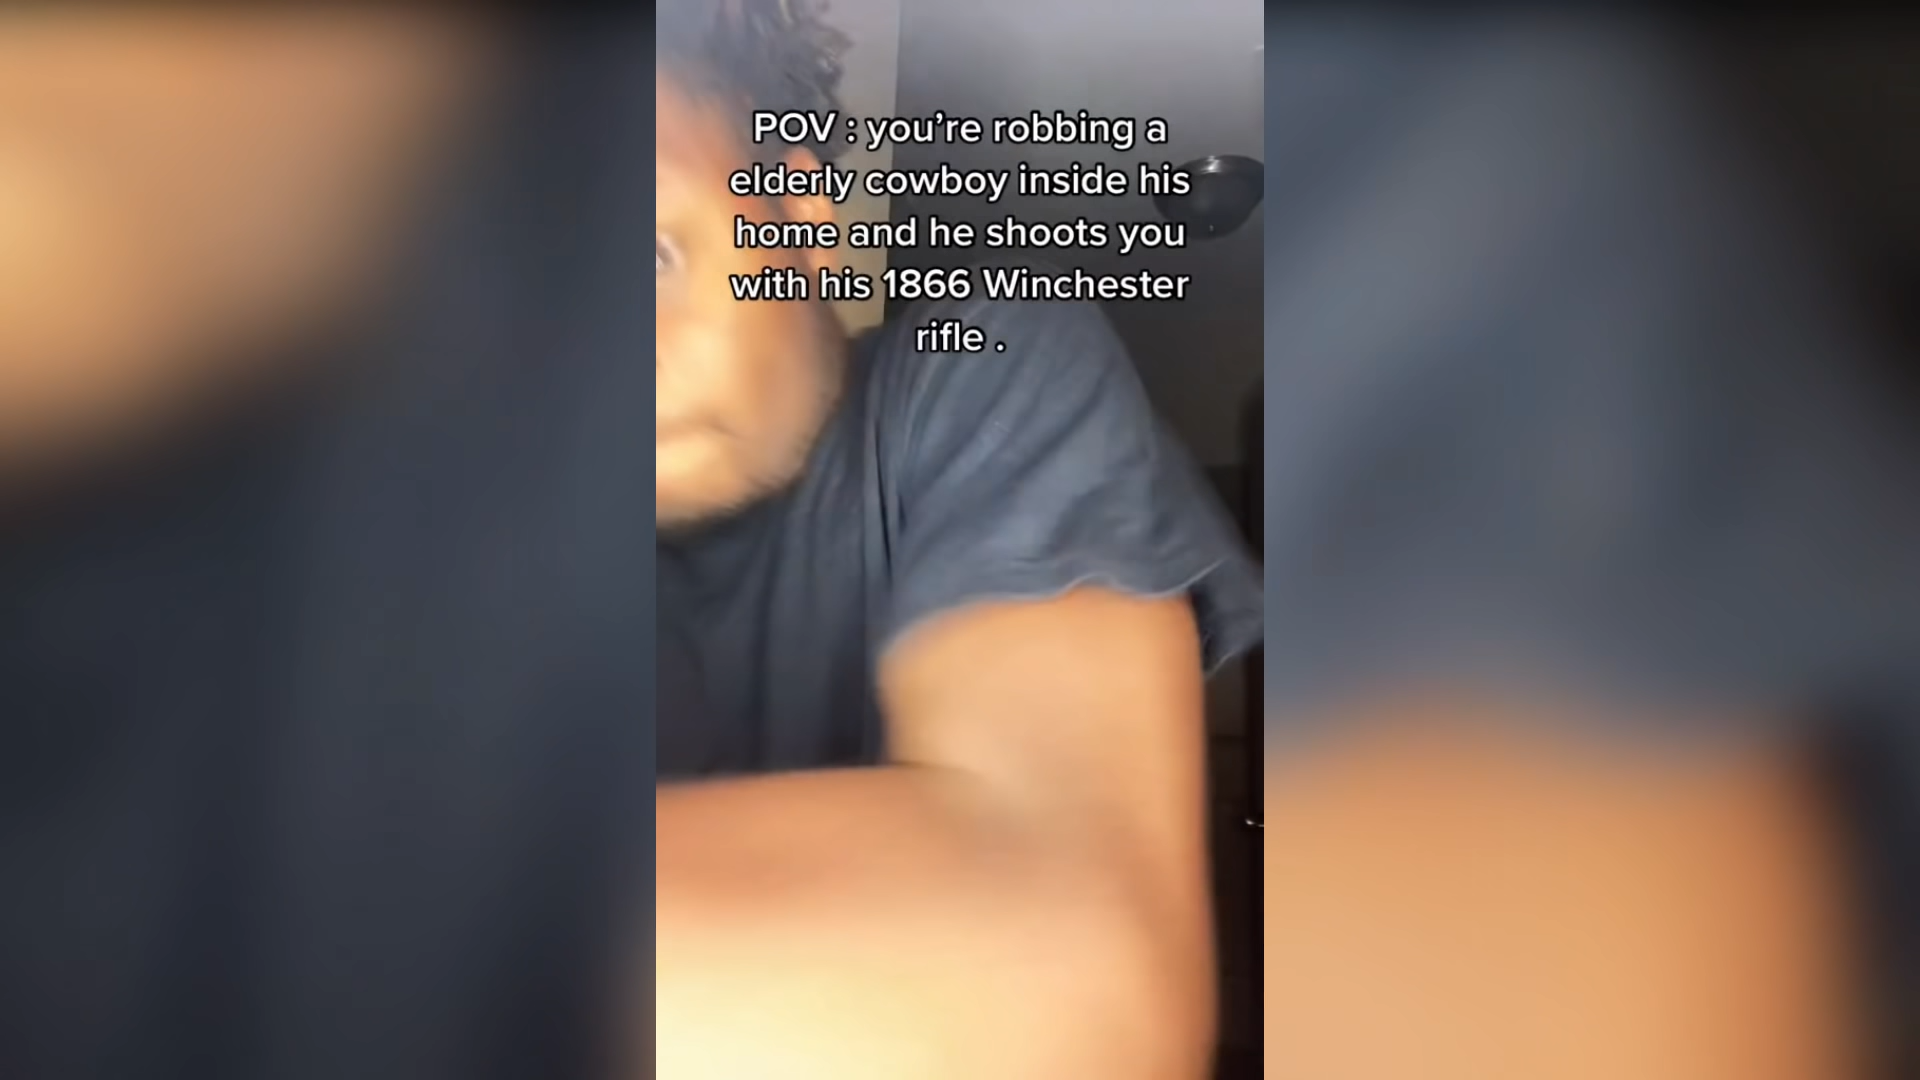 POV : you’re robbing a
elderly cowboy inside his
home and he shoots you
with his 1866 Winchester
rifle .